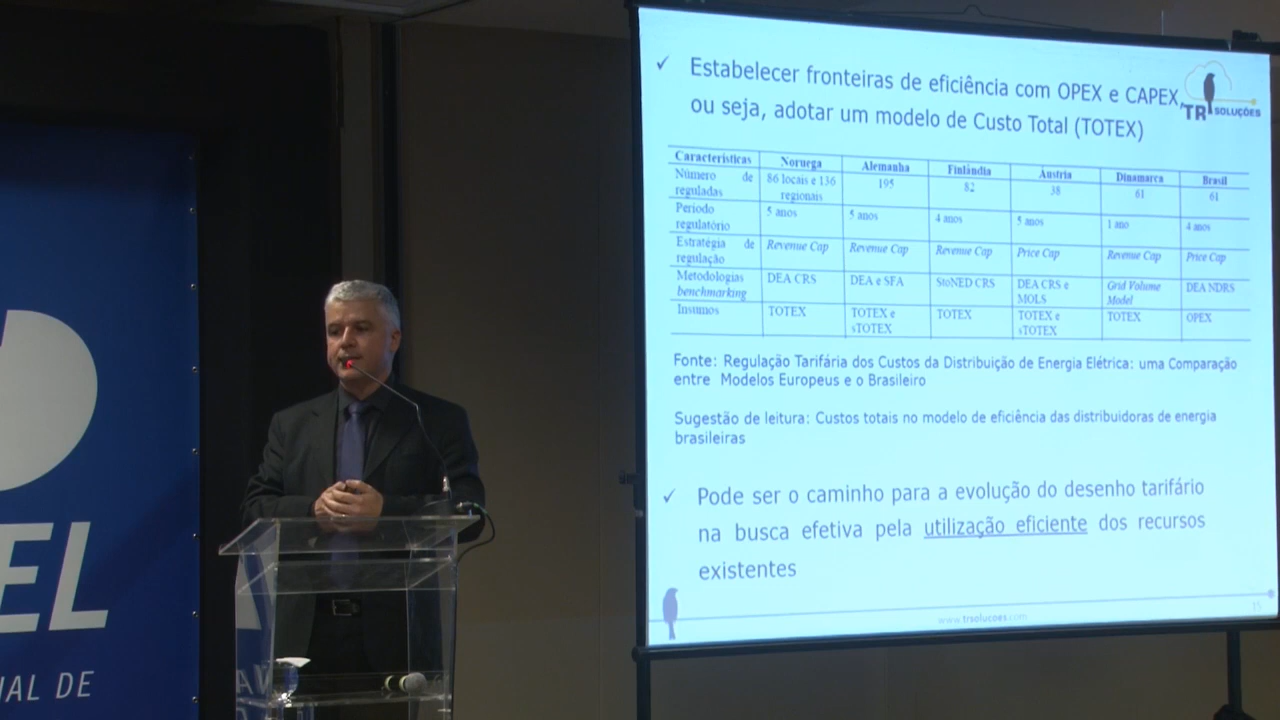 ✓ Estabelecer fronteiras de eficiência com OPEX e CAPEX,
ou seja, adotar um modelo de Custo Total (TOTEX)
TR SOLUÇÕES
Características Noruega Alemanha Finlândia Áustria Dinamarca Brasil
Número de reguladas 86 locais e 136 regionais 195 82 38 61 61
Período regulatório 5 anos 5 anos 4 anos 5 anos 1 ano 4 anos
Estratégia de regulação Revenue Cap Revenue Cap Revenue Cap Price Cap Revenue Cap Price Cap
Metodologias benchmarking DEA CRS DEA e SFA StoNED CRS DEA CRS e MOLS Grid Volume Model DEA NDRS
Insumos TOTEX TOTEX e sTOTEX TOTEX TOTEX e sTOTEX TOTEX OPEX
Fonte: Regulação Tarifária dos Custos da Distribuição de Energia Elétrica: uma Comparação
entre Modelos Europeus e o Brasileiro
Sugestão de leitura: Custos totais no modelo de eficiência das distribuidoras de energia
brasileiras
✓ Pode ser o caminho para a evolução do desenho tarifário
na busca efetiva pela utilização eficiente dos recursos
existentes
www.trsolucoes.com
15
EL
NAL DE